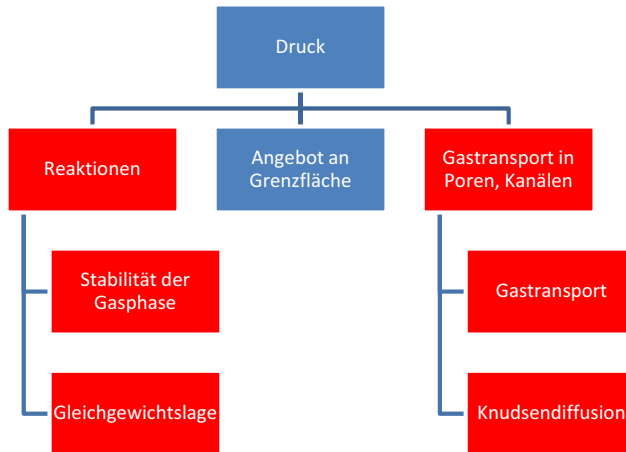 Druck
Reaktionen
Angebot an
Grenzfläche
Gastransport in
Poren, Kanälen
Stabilität der
Gasphase
Gastransport
Gleichgewichtslage
Knudsendiffusion